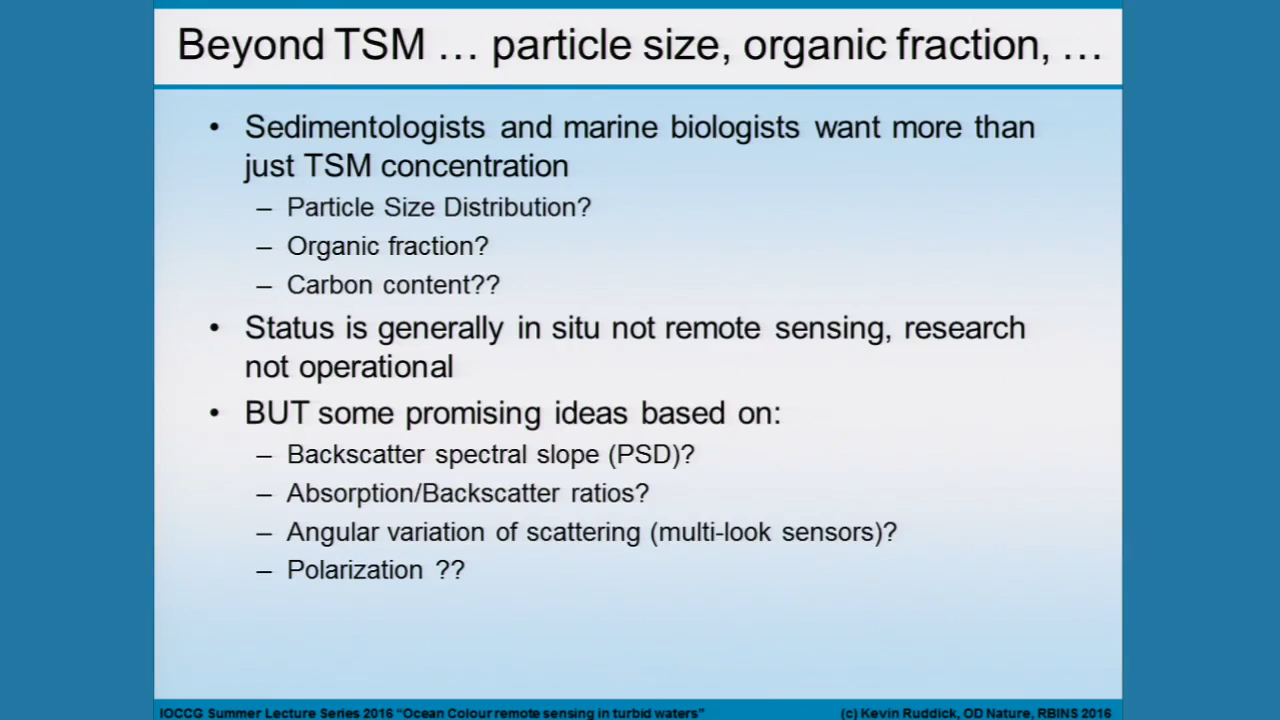 Beyond TSM … particle size, organic fraction, …
• Sedimentologists and marine biologists want more than
just TSM concentration
– Particle Size Distribution?
– Organic fraction?
– Carbon content??
• Status is generally in situ not remote sensing, research
not operational
• BUT some promising ideas based on:
– Backscatter spectral slope (PSD)?
– Absorption/Backscatter ratios?
– Angular variation of scattering (multi-look sensors)?
– Polarization ??
IOCCG Summer Lecture Series 2016 “Ocean Colour remote sensing in turbid waters” (c) Kevin Ruddick, OD Nature, RBINS 2016